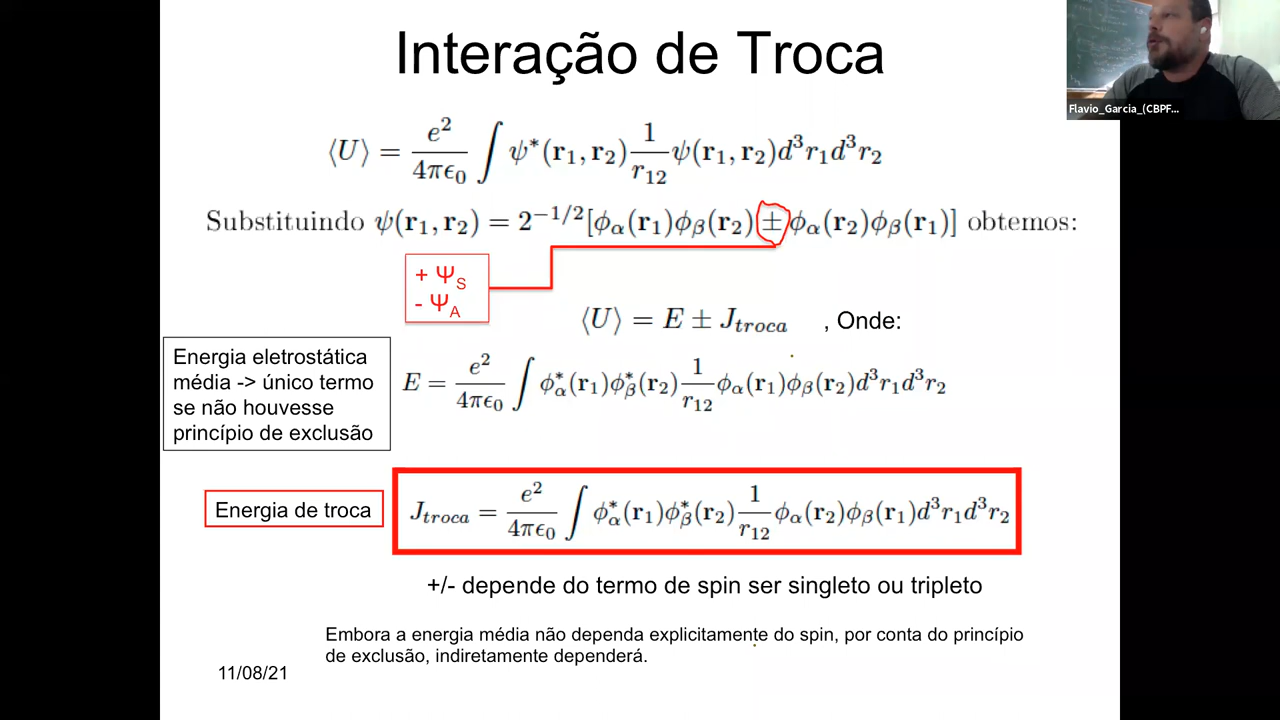 Interação de Troca
Flavio_Garcia_(CBPF...
⟨U⟩ = e²/4πϵ₀ ∫ ψ*(r₁, r₂) 1/r₁₂ ψ(r₁, r₂)d³r₁d³r₂
Substituindo ψ(r₁, r₂) = 2^{−1/2}[ϕ_α(r₁)ϕ_β(r₂) ± ϕ_α(r₂)ϕ_β(r₁)] obtemos:
+ Ψ_S
- Ψ_A
⟨U⟩ = E ± J_{troca} , Onde:
Energia eletrostática
média -> único termo
se não houvesse
princípio de exclusão
E = e²/4πϵ₀ ∫ ϕ*_α(r₁)ϕ*_β(r₂) 1/r₁₂ ϕ_α(r₁)ϕ_β(r₂)d³r₁d³r₂
Energia de troca
J_{troca} = e²/4πϵ₀ ∫ ϕ*_α(r₁)ϕ*_β(r₂) 1/r₁₂ ϕ_α(r₂)ϕ_β(r₁)d³r₁d³r₂
+/- depende do termo de spin ser singleto ou tripleto
Embora a energia média não dependa explicitamente do spin, por conta do princípio
de exclusão, indiretamente dependerá.
11/08/21